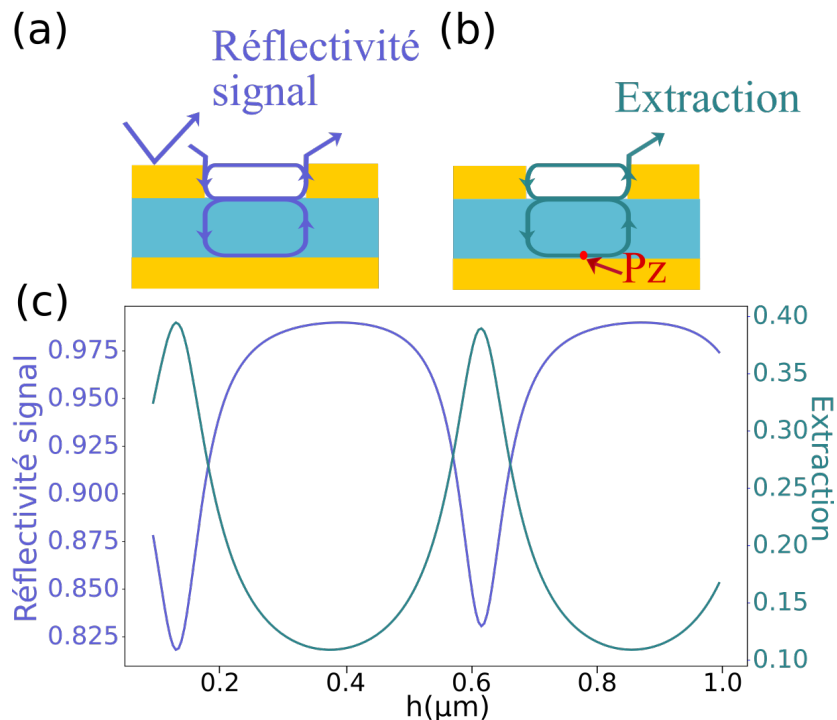 (a)
Réflectivité
signal
(b)
Extraction
Pz
(c)
Réflectivité signal
0.975
0.950
0.925
0.900
0.875
0.850
0.825
0.40
0.35
0.30
0.25
0.20
0.15
0.10
Extraction
0.2 0.4 0.6 0.8 1.0
h(μm)